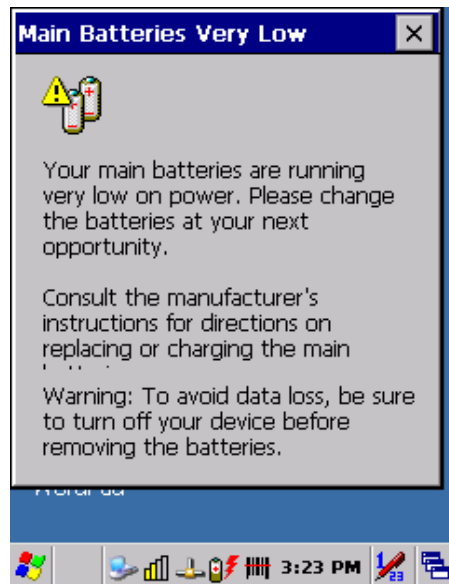 Main Batteries Very Low
Your main batteries are running
very low on power. Please change
the batteries at your next
opportunity.
Consult the manufacturer's
instructions for directions on
replacing or charging the main
Warning: To avoid data loss, be sure
to turn off your device before
removing the batteries.
3:23 PM
1
23